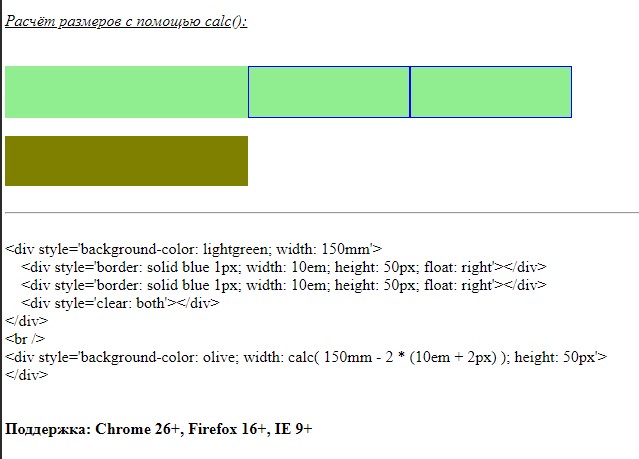 Расчёт размеров с помощью calc():
<div style='background-color: lightgreen; width: 150mm'>
<div style='border: solid blue 1px; width: 10em; height: 50px; float: right'></div>
<div style='border: solid blue 1px; width: 10em; height: 50px; float: right'></div>
<div style='clear: both'></div>
</div>
<br />
<div style='background-color: olive; width: calc( 150mm - 2 * (10em + 2px) ); height: 50px'>
</div>
Поддержка: Chrome 26+, Firefox 16+, IE 9+